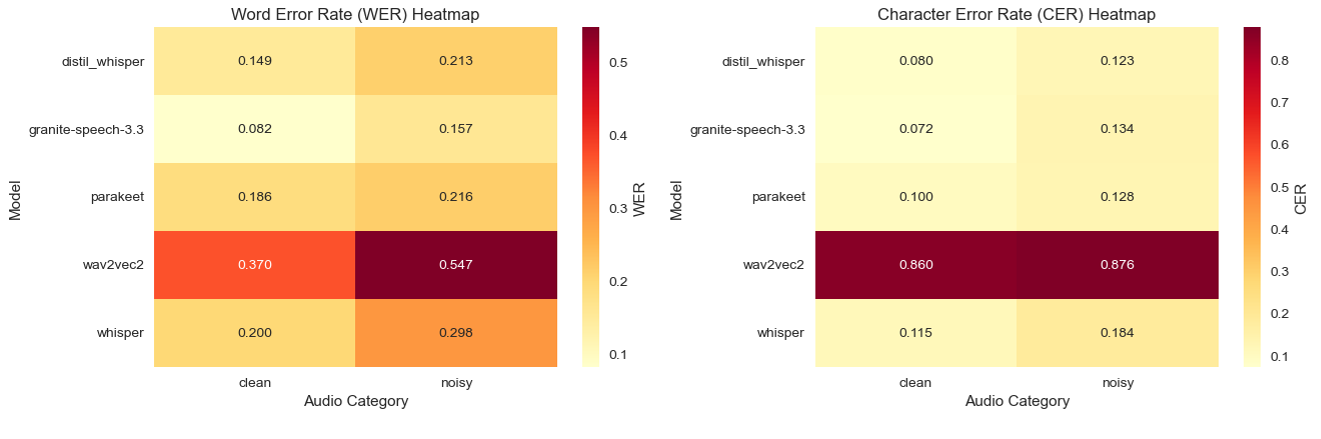 Word Error Rate (WER) Heatmap
Model
distil_whisper 0.149 0.213
granite-speech-3.3 0.082 0.157
parakeet 0.186 0.216
wav2vec2 0.370 0.547
whisper 0.200 0.298
clean noisy
Audio Category
0.5
0.4
0.3
0.2
0.1
WER
Character Error Rate (CER) Heatmap
Model
distil_whisper 0.080 0.123
granite-speech-3.3 0.072 0.134
parakeet 0.100 0.128
wav2vec2 0.860 0.876
whisper 0.115 0.184
clean noisy
Audio Category
0.8
0.7
0.6
0.5
0.4
0.3
0.2
0.1
CER